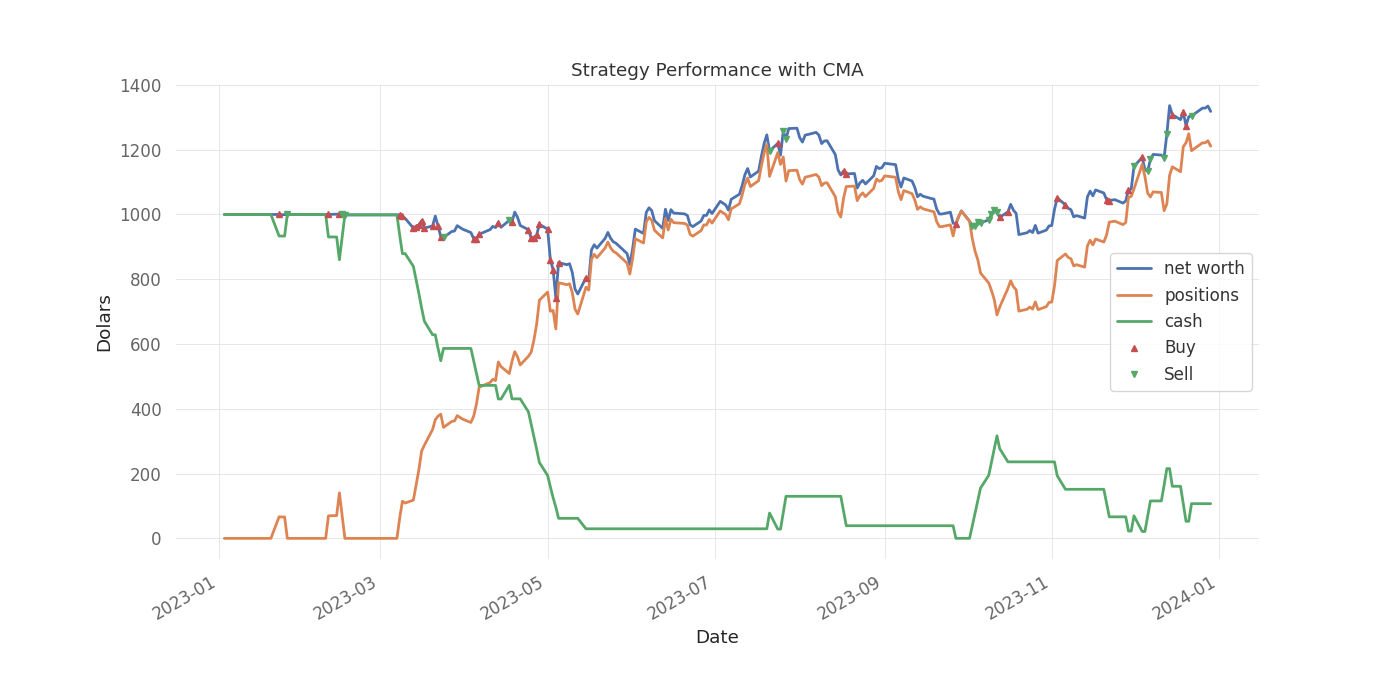 Strategy Performance with CMA
1400
1200
1000
800
600
400
200
0
Dolars
2023-01
2023-03
2023-05
2023-07
2023-09
2023-11
2024-01
Date
net worth
positions
cash
Buy
Sell